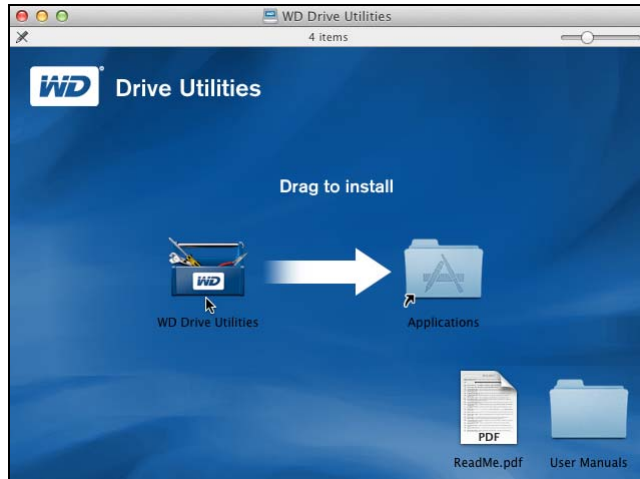 WD Drive Utilities
4 items
WD Drive Utilities
Drag to install
WD
WD Drive Utilities
Applications
PDF
ReadMe.pdf
User Manuals